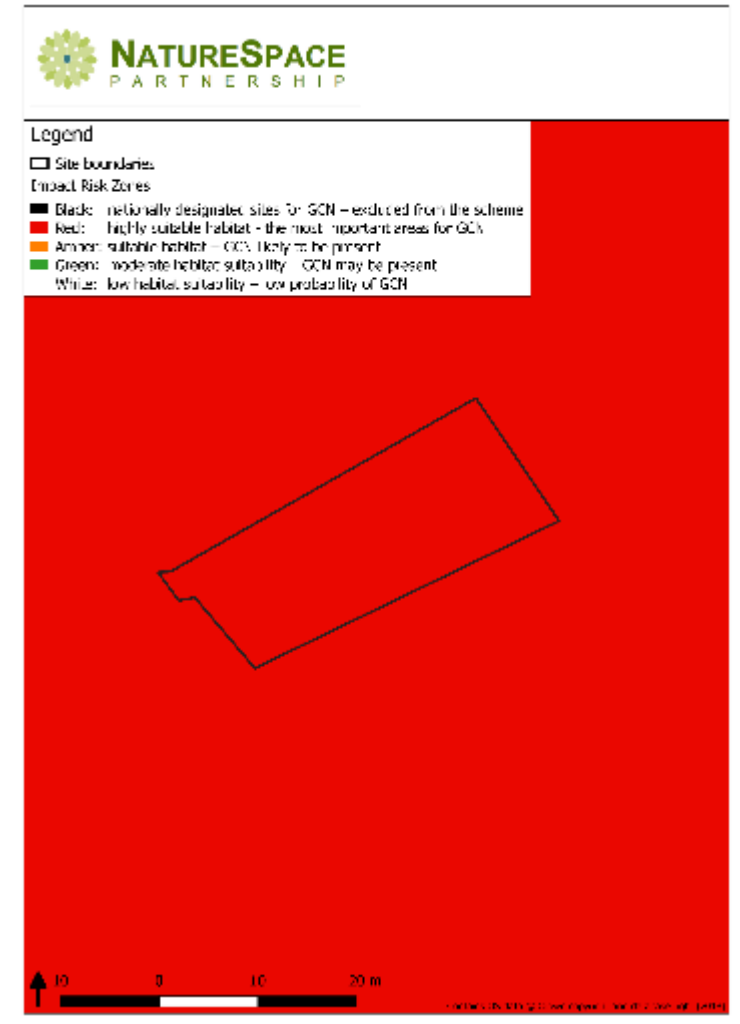 NATURESPACE
PARTNERSHIP
Legend
Site boundaries
Impact Risk Zones
Black: nationally designated sites for GCN – excluded from the scheme
Red: highly suitable habitat - the most important areas for GCN
Amber: suitable habitat – GCN likely to be present
Green: moderate habitat suitability – GCN may be present
White: low habitat suitability – low probability of GCN
10 0 10 20 m